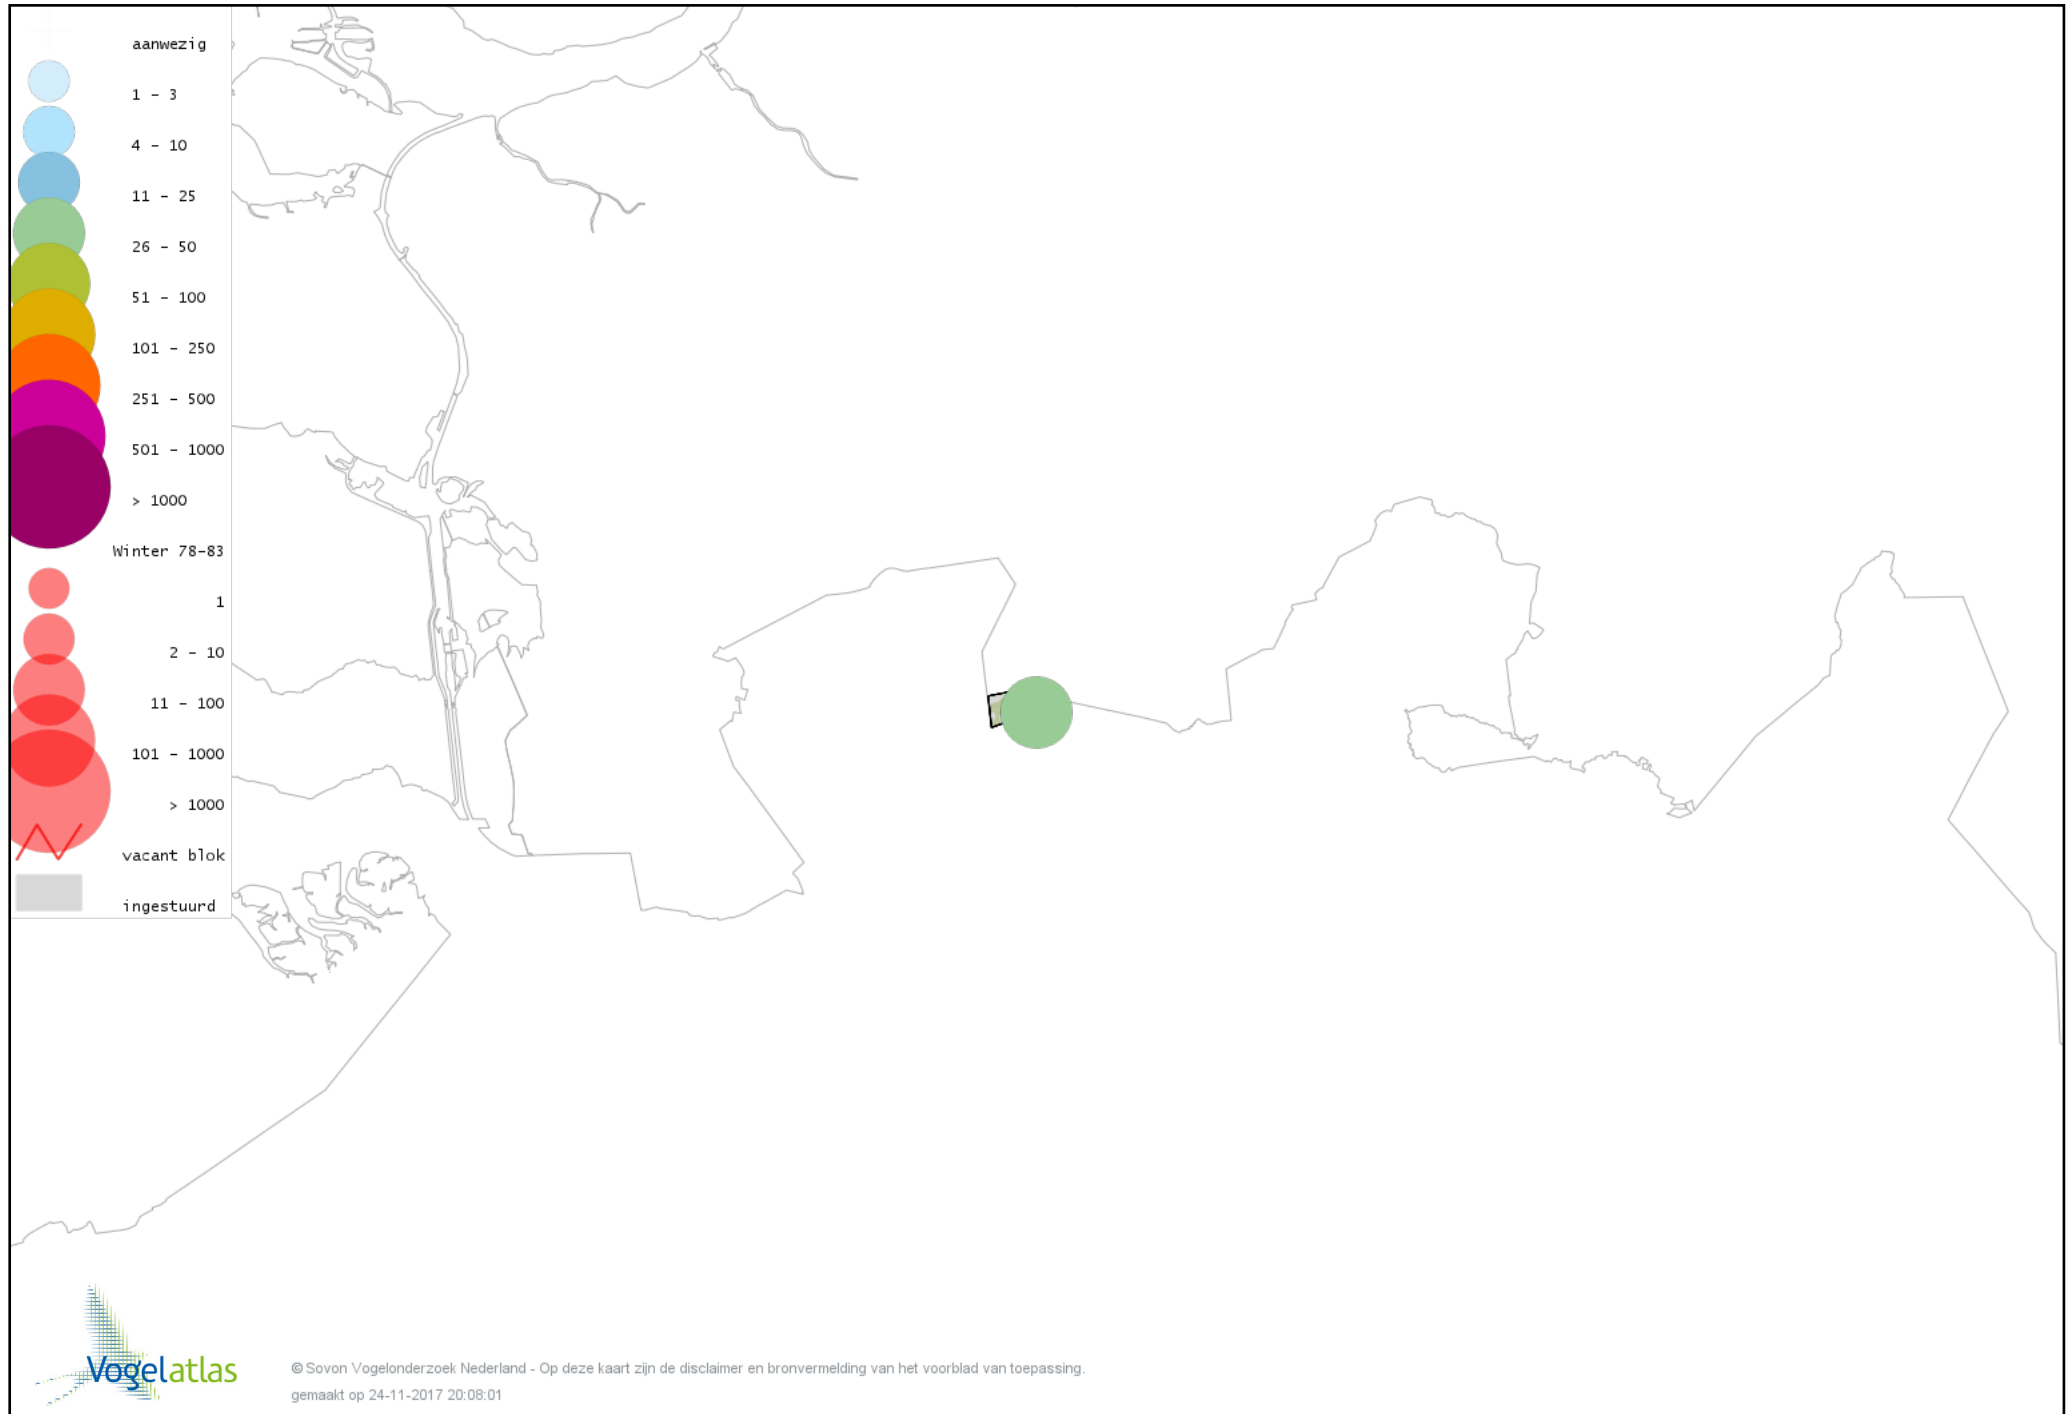 aanwezig
1 - 3
4 - 10
11 - 25
26 - 50
51 - 100
101 - 250
251 - 500
501 - 1000
> 1000
Winter 78-83
1
2 - 10
11 - 100
101 - 1000
> 1000
vacant blok
ingestuurd
Vogelatlas
© Sovon Vogelonderzoek Nederland - Op deze kaart zijn de disclaimer en bronvermelding van het voorblad van toepassing.
gemaakt op 24-11-2017 20:08:01